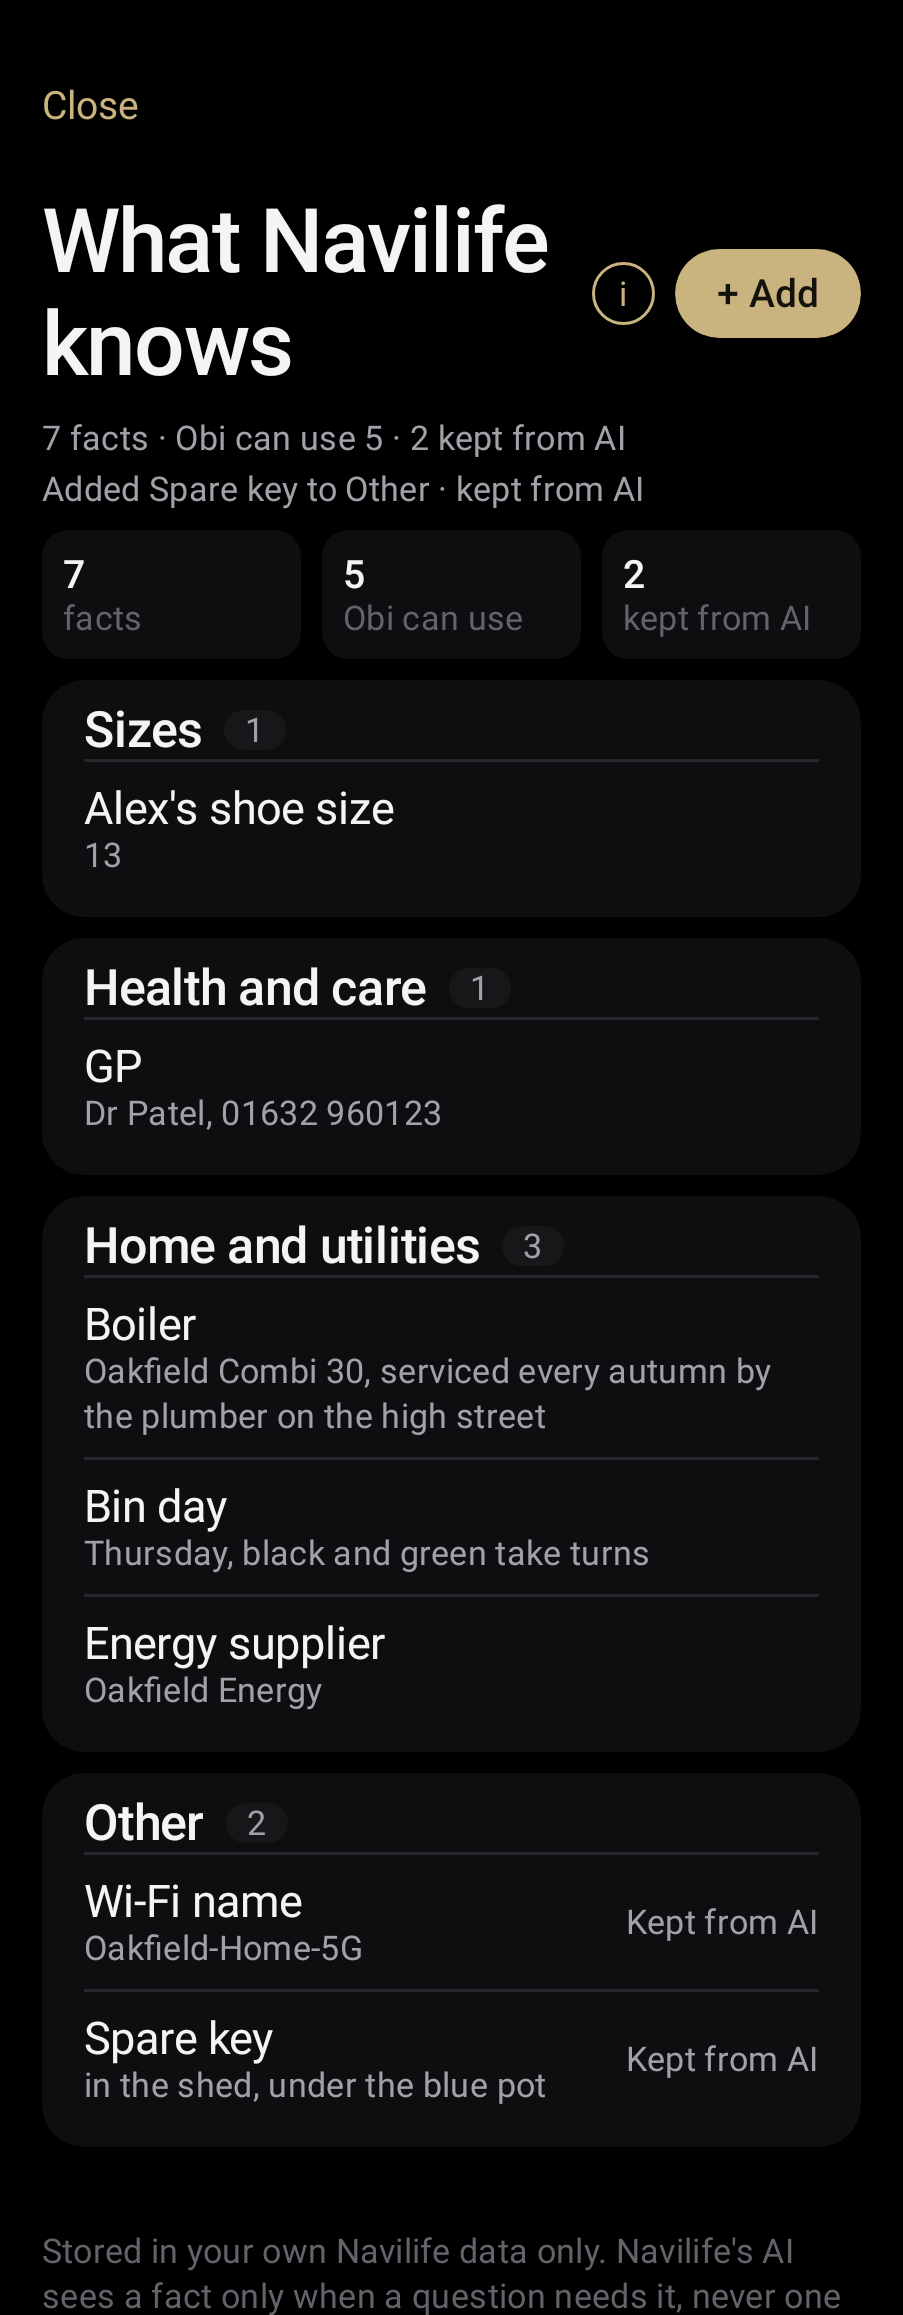 Close
What Navilife
knows
i
+ Add
7 facts · Obi can use 5 · 2 kept from AI
Added Spare key to Other · kept from AI
7
facts
5
Obi can use
2
kept from AI
Sizes 1
Alex's shoe size
13
Health and care 1
GP
Dr Patel, 01632 960123
Home and utilities 3
Boiler
Oakfield Combi 30, serviced every autumn by
the plumber on the high street
Bin day
Thursday, black and green take turns
Energy supplier
Oakfield Energy
Other 2
Wi-Fi name
Oakfield-Home-5G
Kept from AI
Spare key
in the shed, under the blue pot
Kept from AI
Stored in your own Navilife data only. Navilife's AI
sees a fact only when a question needs it, never one